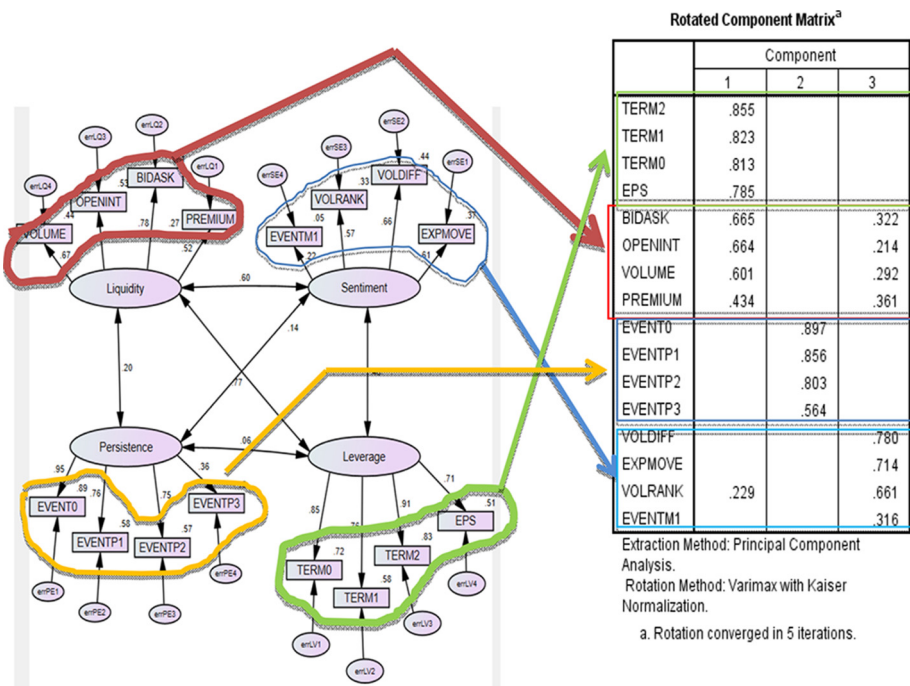 Rotated Component Matrixa
Component
1 2 3
TERM2 .855
TERM1 .823
TERM0 .813
EPS .785
BIDASK .665 .322
OPENINT .664 .214
VOLUME .601 .292
PREMIUM .434 .361
EVENT0 .897
EVENTP1 .856
EVENTP2 .803
EVENTP3 .564
VOLDIFF .780
EXPMOVE .714
VOLRANK .229 .661
EVENTM1 .316
Extraction Method: Principal Component
Analysis.
Rotation Method: Varimax with Kaiser
Normalization.
a. Rotation converged in 5 iterations.
errLQ4
errLQ3
errLQ2
errLQ1
errSE4
errSE3
errSE2
errSE1
VOLUME
OPENINT
BIDASK
PREMIUM
EVENTM1
VOLRANK
VOLDIFF
EXPMOVE
.44
.27
.05
.33
.44
.67
.78
.52
.22
.57
.66
.61
Liquidity
.60
Sentiment
.14
.20
.77
Persistence
.06
Leverage
.95
.76
.75
.36
.85
.91
.71
.89
.58
.57
.72
.58
.83
.51
EVENT0
EVENTP1
EVENTP2
EVENTP3
TERM0
TERM1
TERM2
EPS
errPE1
errPE2
errPE3
errPE4
errLV1
errLV2
errLV3
errLV4